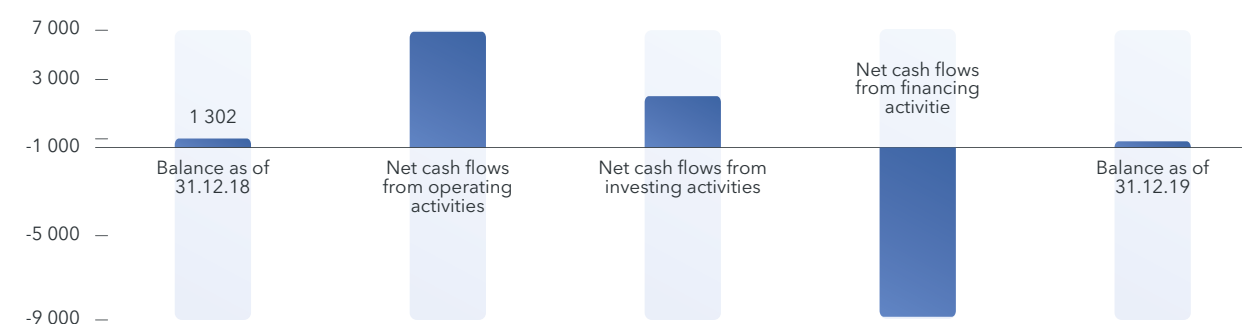 7 000
3 000
-1 000
-5 000
-9 000
1 302
Balance as of
31.12.18
Net cash flows
from operating
activities
Net cash flows from
investing activities
Net cash flows
from financing
activitie
Balance as of
31.12.19